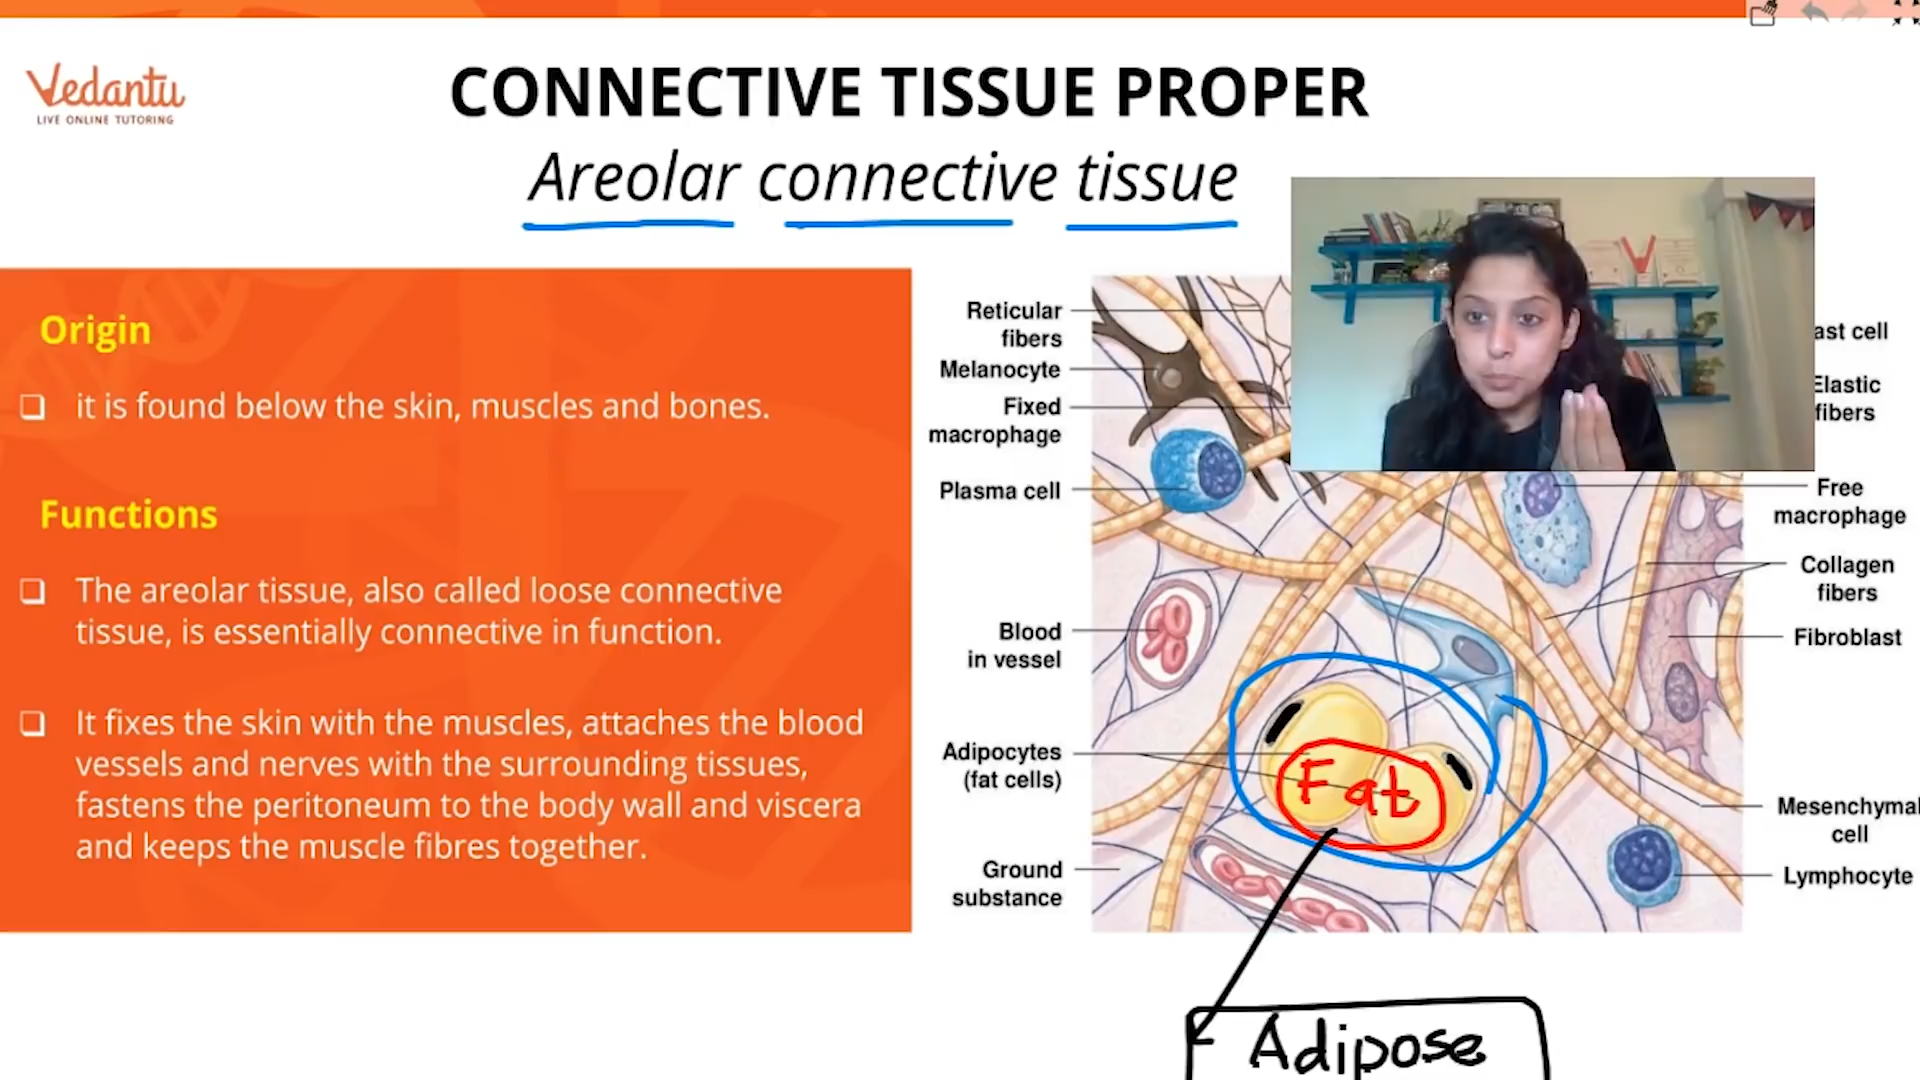 Vedantu
LIVE ONLINE TUTORING
CONNECTIVE TISSUE PROPER
Areolar connective tissue
Origin
it is found below the skin, muscles and bones.
Functions
The areolar tissue, also called loose connective
tissue, is essentially connective in function.
It fixes the skin with the muscles, attaches the blood
vessels and nerves with the surrounding tissues,
fastens the peritoneum to the body wall and viscera
and keeps the muscle fibres together.
Reticular
fibers
Melanocyte
Fixed
macrophage
Plasma cell
Blood
in vessel
Adipocytes
(fat cells)
Ground
substance
Fat
Adipose
ast cell
Elastic
fibers
Free
macrophage
Collagen
fibers
Fibroblast
Mesenchymal
cell
Lymphocyte